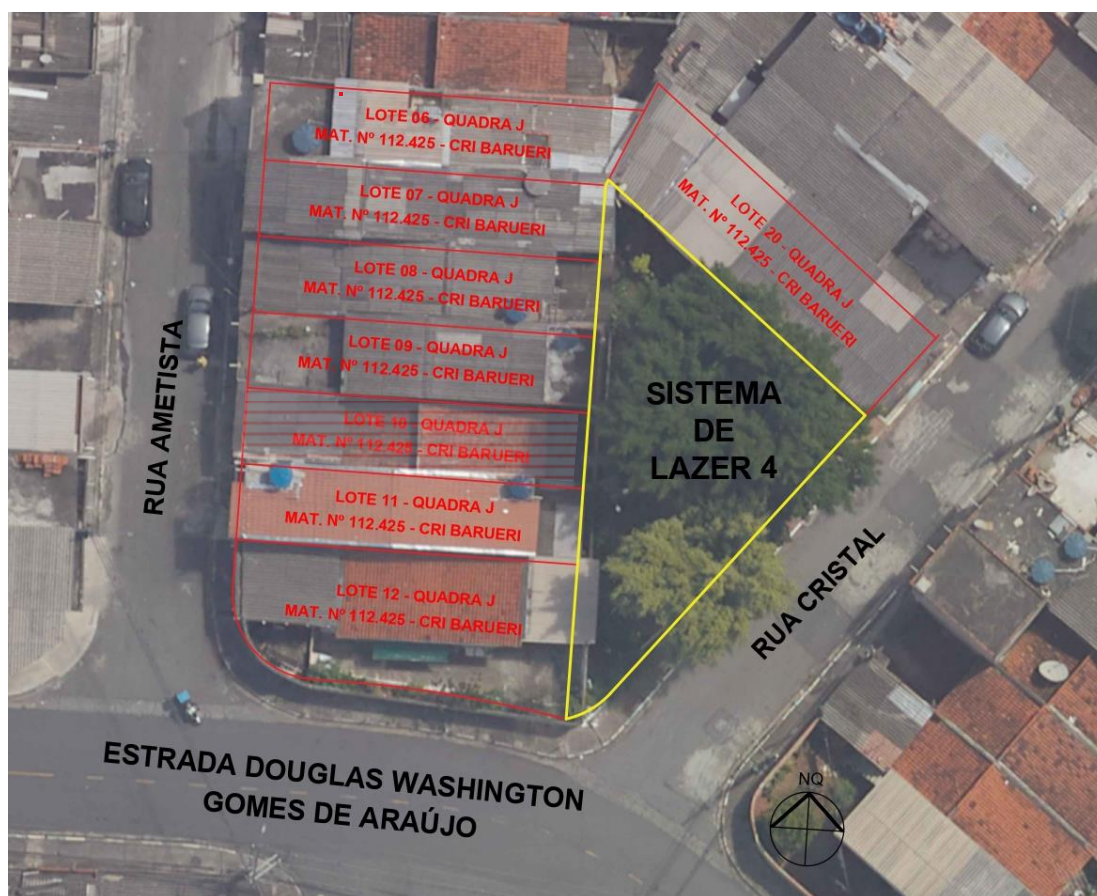 LOTE 06 - QUADRA J
MAT. Nº 112.425 - CRI BARUERI
LOTE 07 - QUADRA J
MAT. Nº 112.425 - CRI BARUERI
LOTE 08 - QUADRA J
MAT. Nº 112.425 - CRI BARUERI
LOTE 09 - QUADRA J
MAT. Nº 112.425 - CRI BARUERI
LOTE 10 - QUADRA J
MAT. Nº 112.425 - CRI BARUERI
LOTE 11 - QUADRA J
MAT. Nº 112.425 - CRI BARUERI
LOTE 12 - QUADRA J
MAT. Nº 112.425 - CRI BARUERI
LOTE 20 - QUADRA J
MAT. Nº 112.425 - CRI BARUERI
SISTEMA
DE
LAZER 4
RUA AMETISTA
RUA CRISTAL
ESTRADA DOUGLAS WASHINGTON
GOMES DE ARAÚJO
NQ